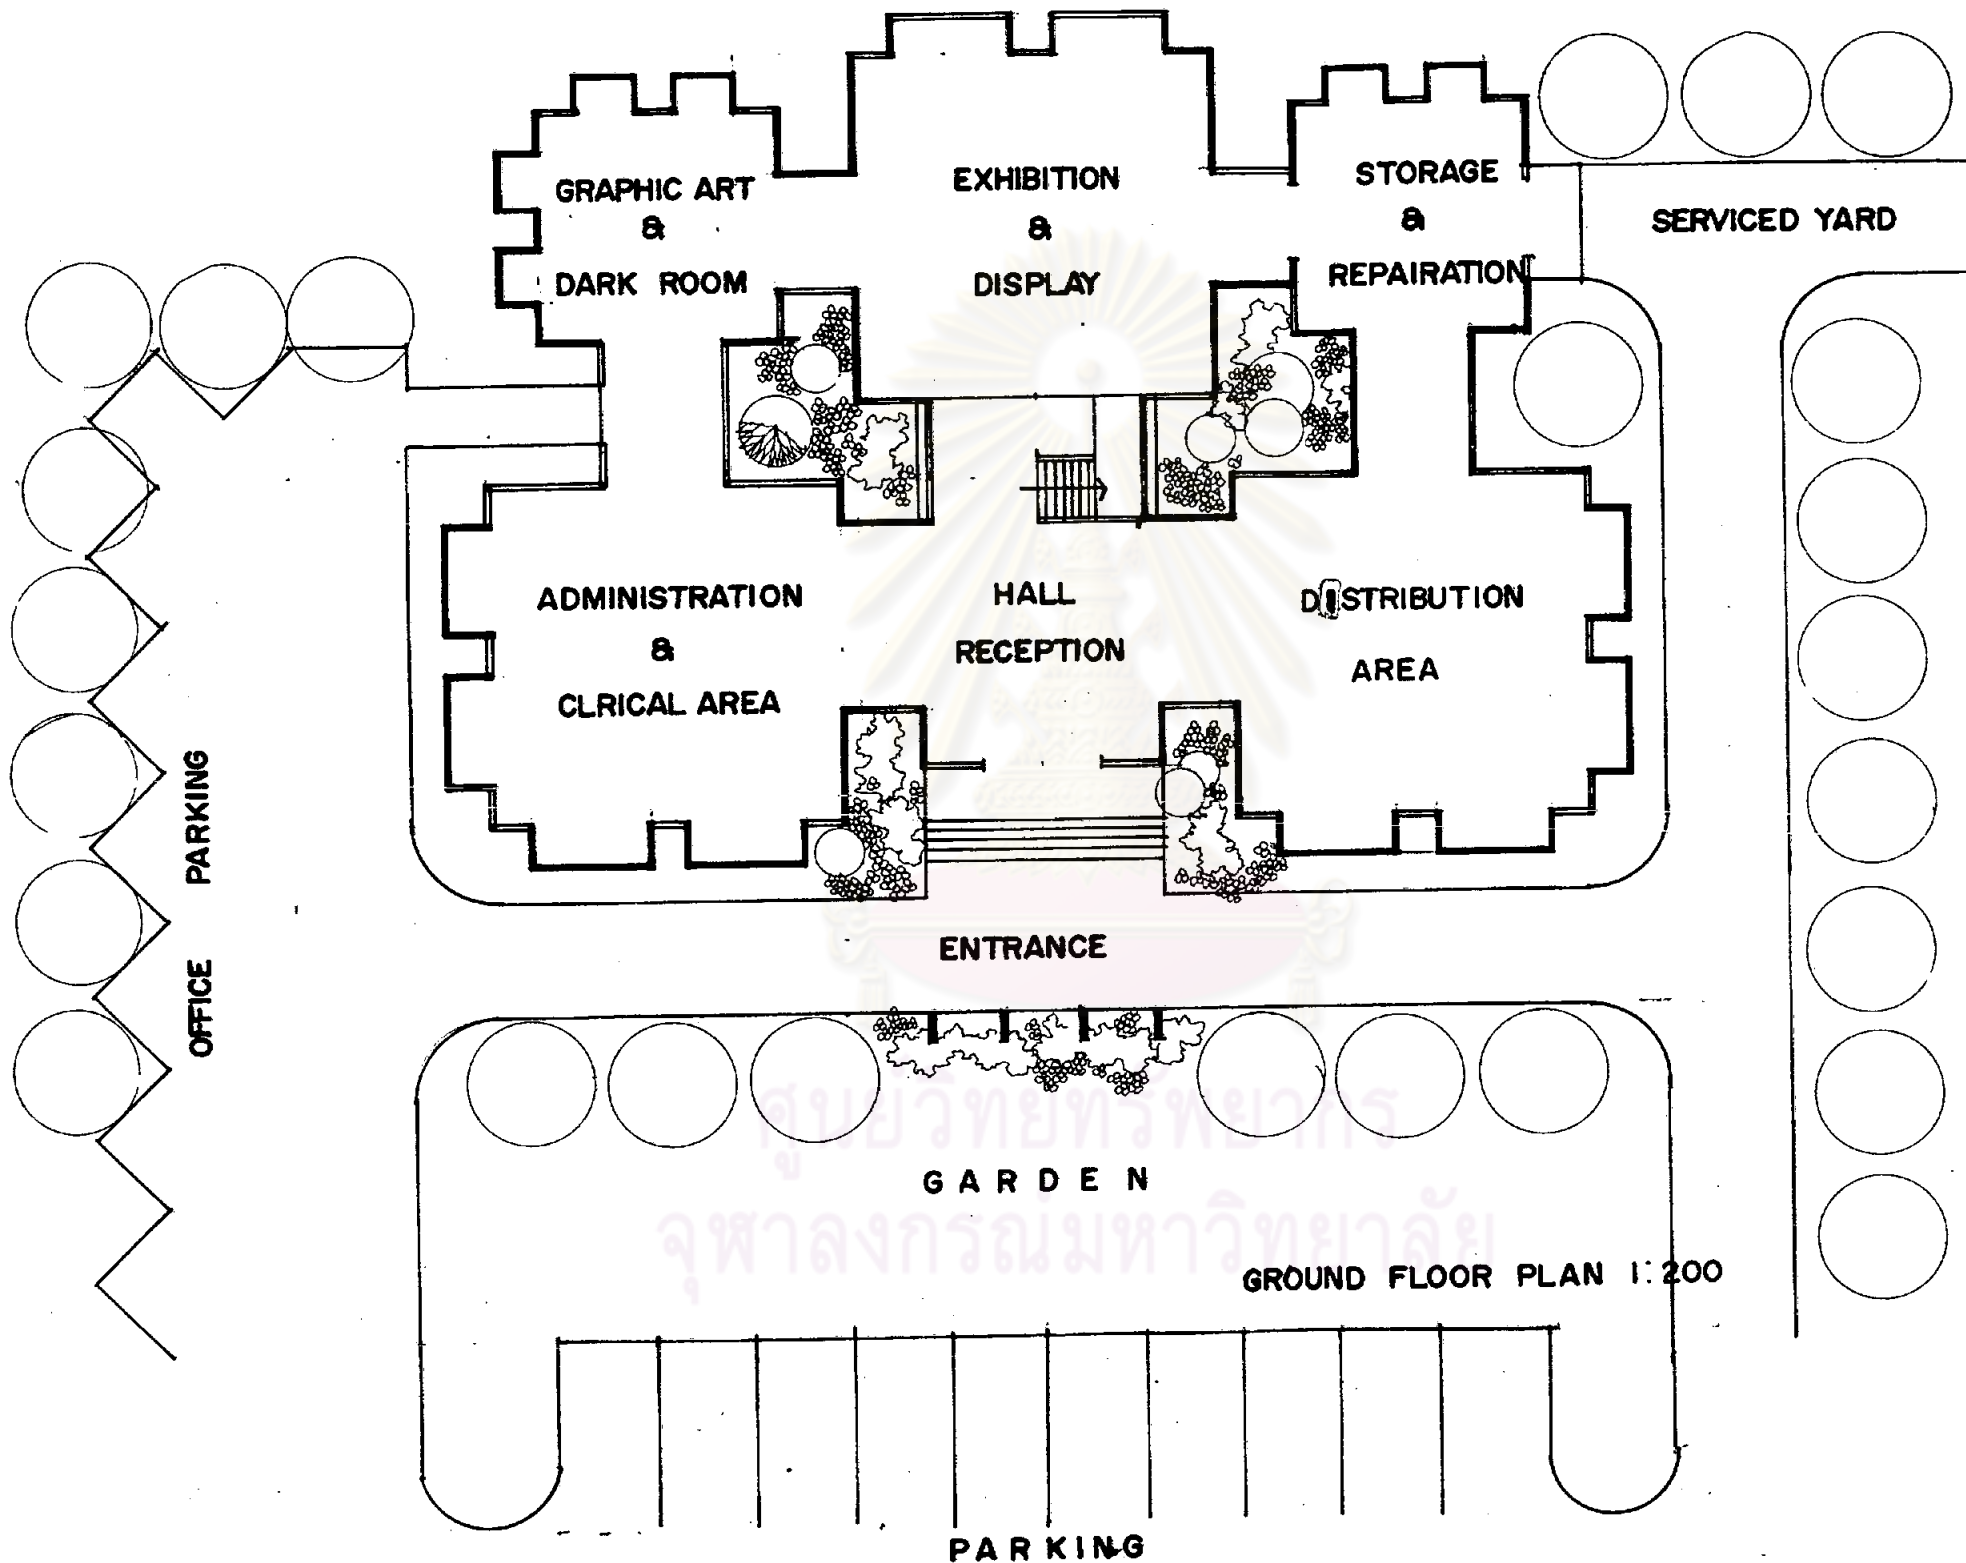 GRAPHIC ART
&
DARK ROOM
EXHIBITION
&
DISPLAY
STORAGE
&
REPAIRATION
SERVICED YARD
ADMINISTRATION
&
CLRICAL AREA
HALL
RECEPTION
DISTRIBUTION
AREA
OFFICE PARKING
ENTRANCE
ศูนย์วิทยทรัพยากร
GARDEN
จุฬาลงกรณ์มหาวิทยาลัย
GROUND FLOOR PLAN 1:200
PARKING